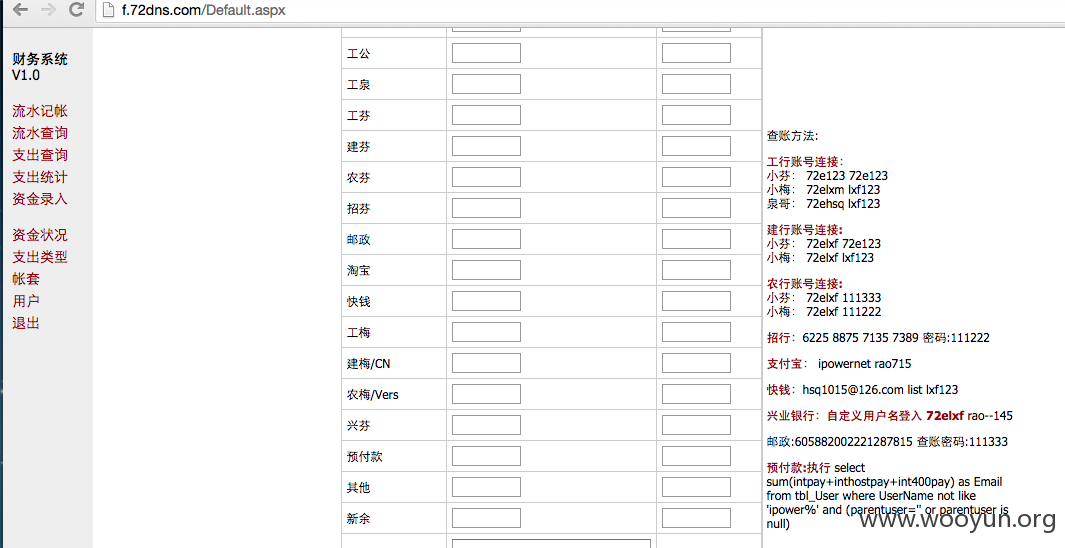 f.72dns.com/Default.aspx
财务系统
V1.0
流水记帐
流水查询
支出查询
支出统计
资金录入
资金状况
支出类型
帐套
用户
退出
工公
工泉
工芬
建芬
农芬
招芬
邮政
淘宝
快钱
工梅
建梅/CN
农梅/Vers
兴芬
预付款
其他
新余
查账方法:
工行账号连接:
小芬: 72e123 72e123
小梅: 72elxm lxf123
泉哥: 72ehsq lxf123
建行账号连接:
小芬: 72elxf 72e123
小梅: 72elxf lxf123
农行账号连接:
小芬: 72elxf 111333
小梅: 72elxf 111222
招行: 6225 8875 7135 7389 密码:111222
支付宝: ipowernet rao715
快钱: hsq1015@126.com list lxf123
兴业银行: 自定义用户名登入 72elxf rao--145
邮政:605882002221287815 查账密码:111333
预付款:执行 select
sum(intpay+inthostpay+int400pay) as Email
from tbl_User where UserName not like
'ipower%' and (parentuser='' or parentuser is
null)
www.wooyun.org